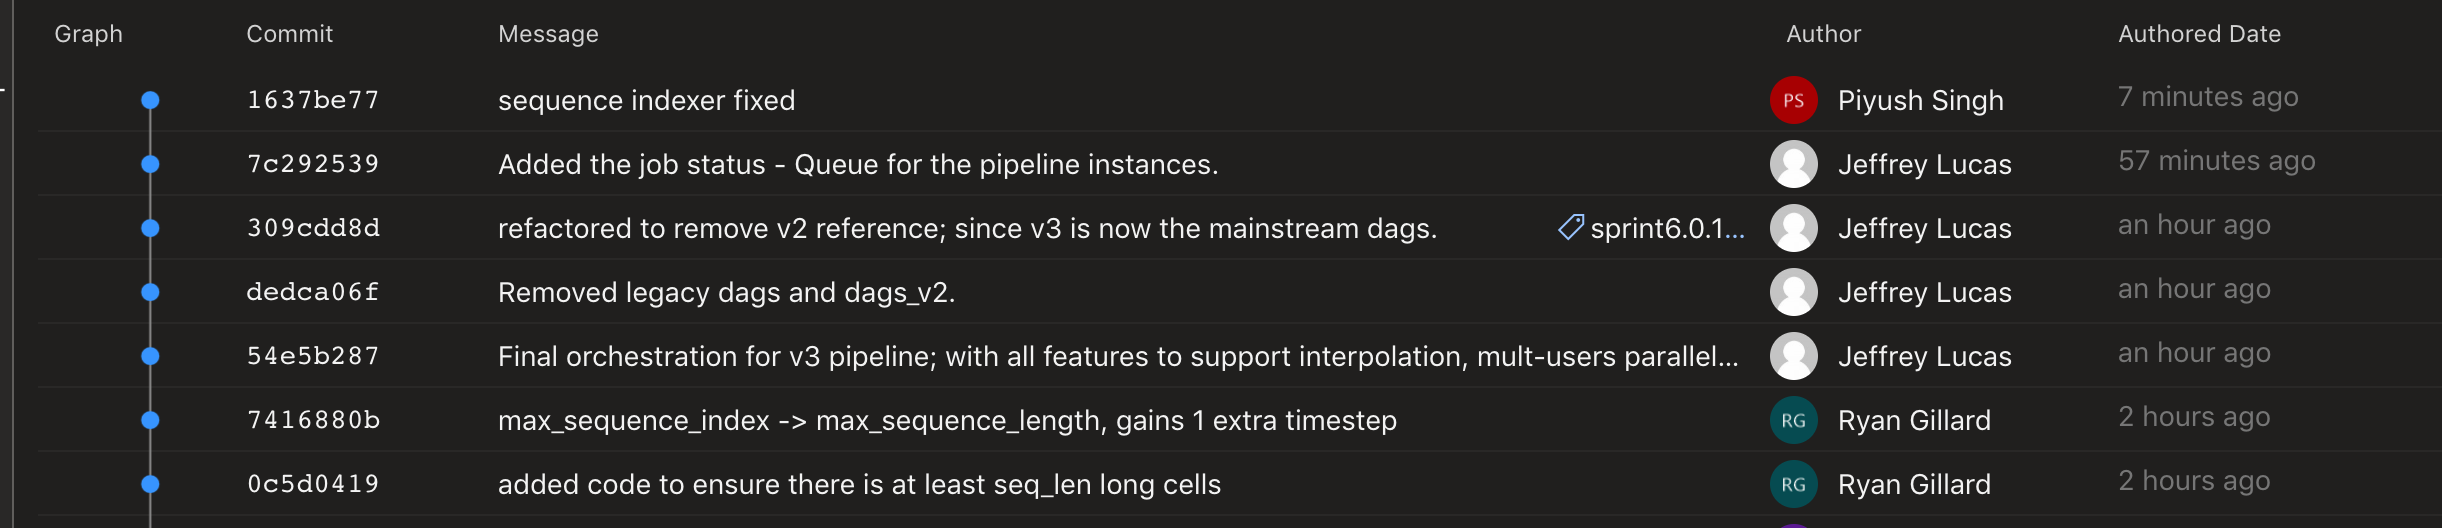 Graph Commit Message Author Authored Date
1637be77 sequence indexer fixed PS Piyush Singh 7 minutes ago
7c292539 Added the job status - Queue for the pipeline instances. Jeffrey Lucas 57 minutes ago
309cdd8d refactored to remove v2 reference; since v3 is now the mainstream dags. sprint6.0.1... Jeffrey Lucas an hour ago
dedca06f Removed legacy dags and dags_v2. Jeffrey Lucas an hour ago
54e5b287 Final orchestration for v3 pipeline; with all features to support interpolation, mult-users parallel... Jeffrey Lucas an hour ago
7416880b max_sequence_index -> max_sequence_length, gains 1 extra timestep RG Ryan Gillard 2 hours ago
0c5d0419 added code to ensure there is at least seq_len long cells RG Ryan Gillard 2 hours ago